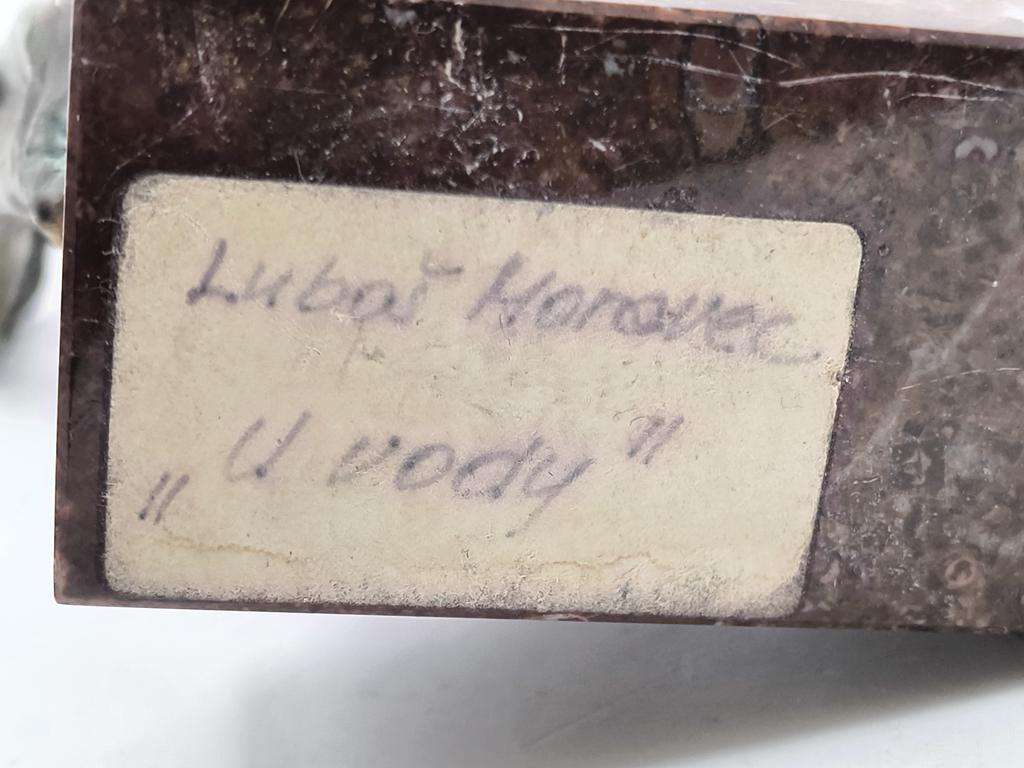 Luboš Moravec
„U vody"